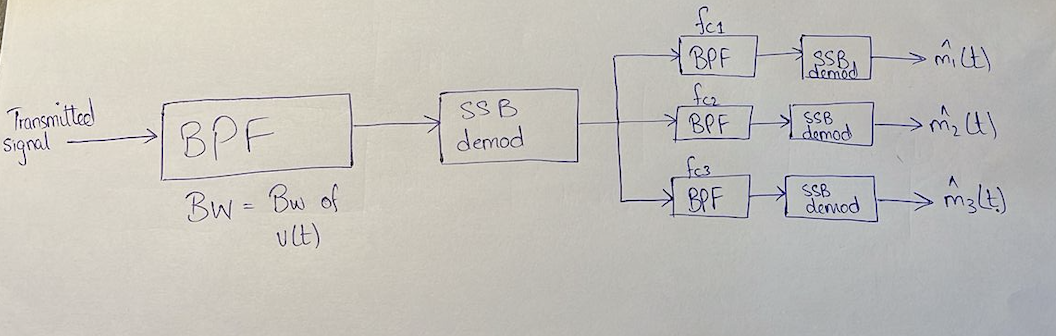 Transmitted
signal
BPF
BW = BW of
v(t)
SSB
demod
fc1
BPF
SSB
demod
m̂₁(t)
fc2
BPF
SSB
demod
m̂₂(t)
fc3
BPF
SSB
demod
m̂₃(t)